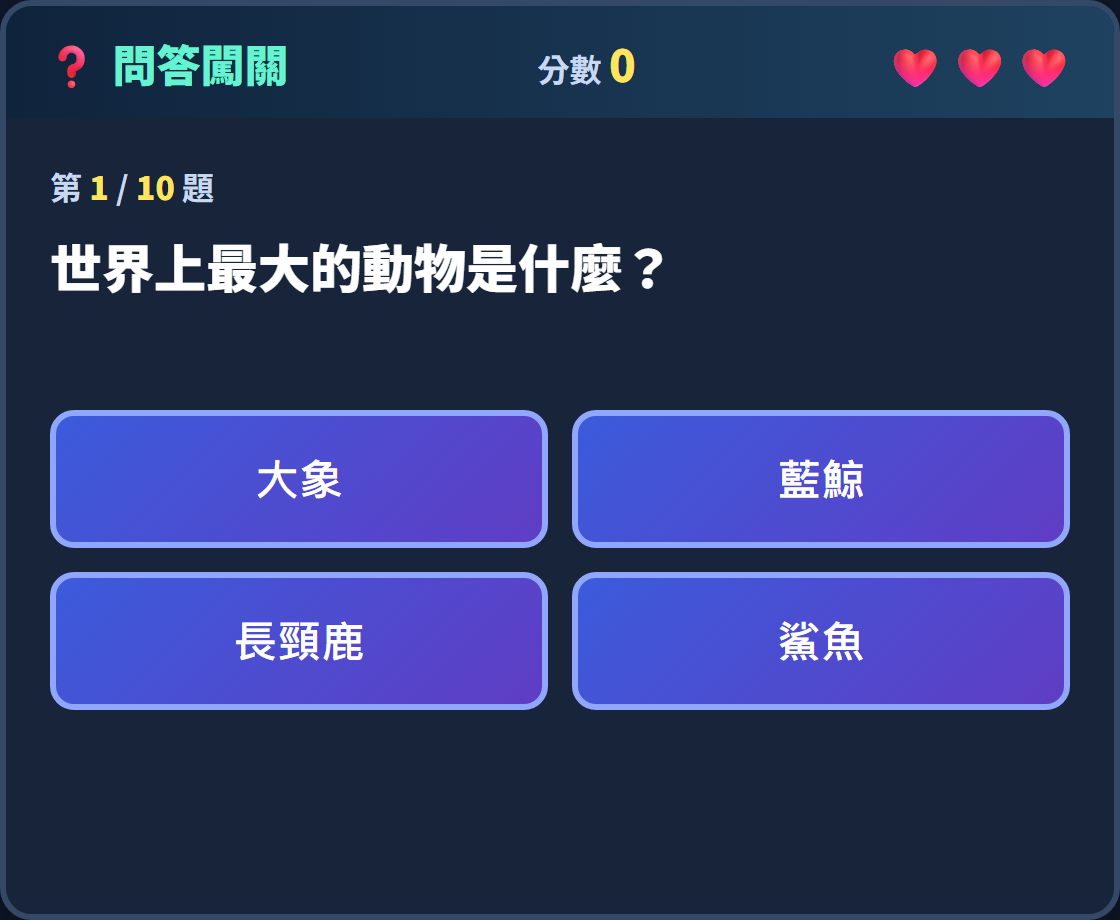 ❓ 問答闖關
分數 0
第 1 / 10 題
世界上最大的動物是什麼？
大象
藍鯨
長頸鹿
鯊魚